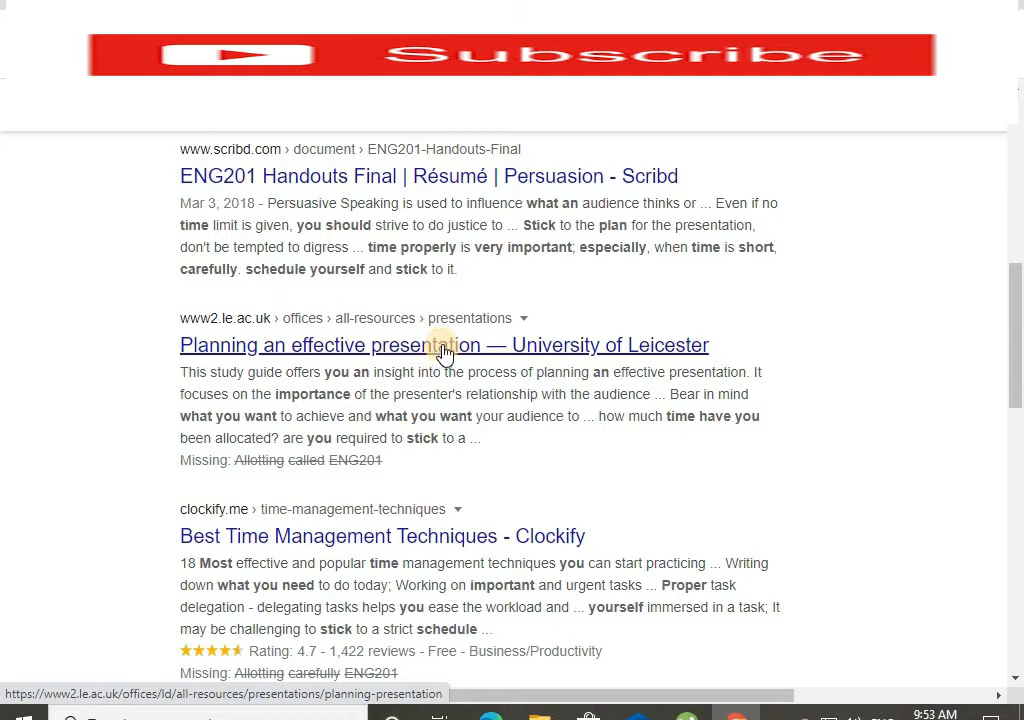 Subscribe
www.scribd.com › document › ENG201-Handouts-Final
ENG201 Handouts Final | Résumé | Persuasion - Scribd
Mar 3, 2018 - Persuasive Speaking is used to influence what an audience thinks or ... Even if no
time limit is given, you should strive to do justice to ... Stick to the plan for the presentation,
don't be tempted to digress ... time properly is very important; especially, when time is short,
carefully. schedule yourself and stick to it.
www2.le.ac.uk › offices › all-resources › presentations
Planning an effective presentation — University of Leicester
This study guide offers you an insight into the process of planning an effective presentation. It
focuses on the importance of the presenter's relationship with the audience ... Bear in mind
what you want to achieve and what you want your audience to ... how much time have you
been allocated? are you required to stick to a ...
Missing: Allotting called ENG201
clockify.me › time-management-techniques
Best Time Management Techniques - Clockify
18 Most effective and popular time management techniques you can start practicing ... Writing
down what you need to do today; Working on important and urgent tasks ... Proper task
delegation - delegating tasks helps you ease the workload and ... yourself immersed in a task; It
may be challenging to stick to a strict schedule ...
Rating: 4.7 - 1,422 reviews - Free - Business/Productivity
Missing: Allotting carefully ENG201
https://www2.le.ac.uk/offices/ld/all-resources/presentations/planning-presentation
9:53 AM